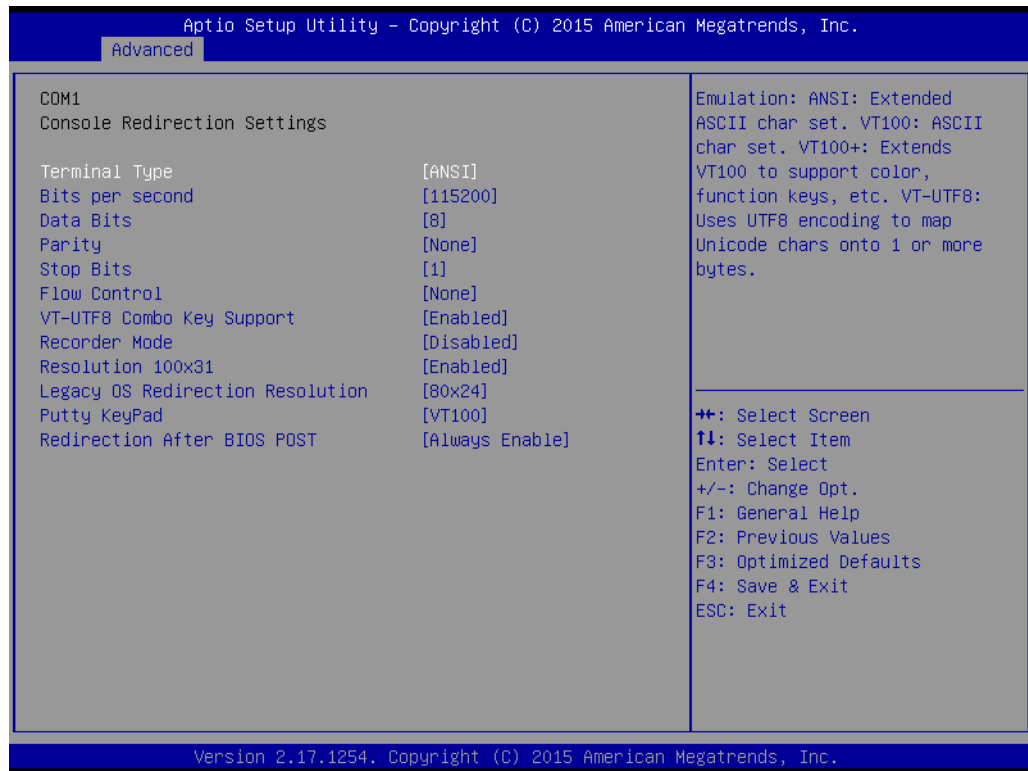 Aptio Setup Utility – Copyright (C) 2015 American Megatrends, Inc.
Advanced
COM1
Console Redirection Settings
Terminal Type [ANSI]
Bits per second [115200]
Data Bits [8]
Parity [None]
Stop Bits [1]
Flow Control [None]
VT-UTF8 Combo Key Support [Enabled]
Recorder Mode [Disabled]
Resolution 100x31 [Enabled]
Legacy OS Redirection Resolution [80x24]
Putty KeyPad [VT100]
Redirection After BIOS POST [Always Enable]
Emulation: ANSI: Extended
ASCII char set. VT100: ASCII
char set. VT100+: Extends
VT100 to support color,
function keys, etc. VT-UTF8:
Uses UTF8 encoding to map
Unicode chars onto 1 or more
bytes.
→←: Select Screen
↑↓: Select Item
Enter: Select
+/-: Change Opt.
F1: General Help
F2: Previous Values
F3: Optimized Defaults
F4: Save & Exit
ESC: Exit
Version 2.17.1254. Copyright (C) 2015 American Megatrends, Inc.